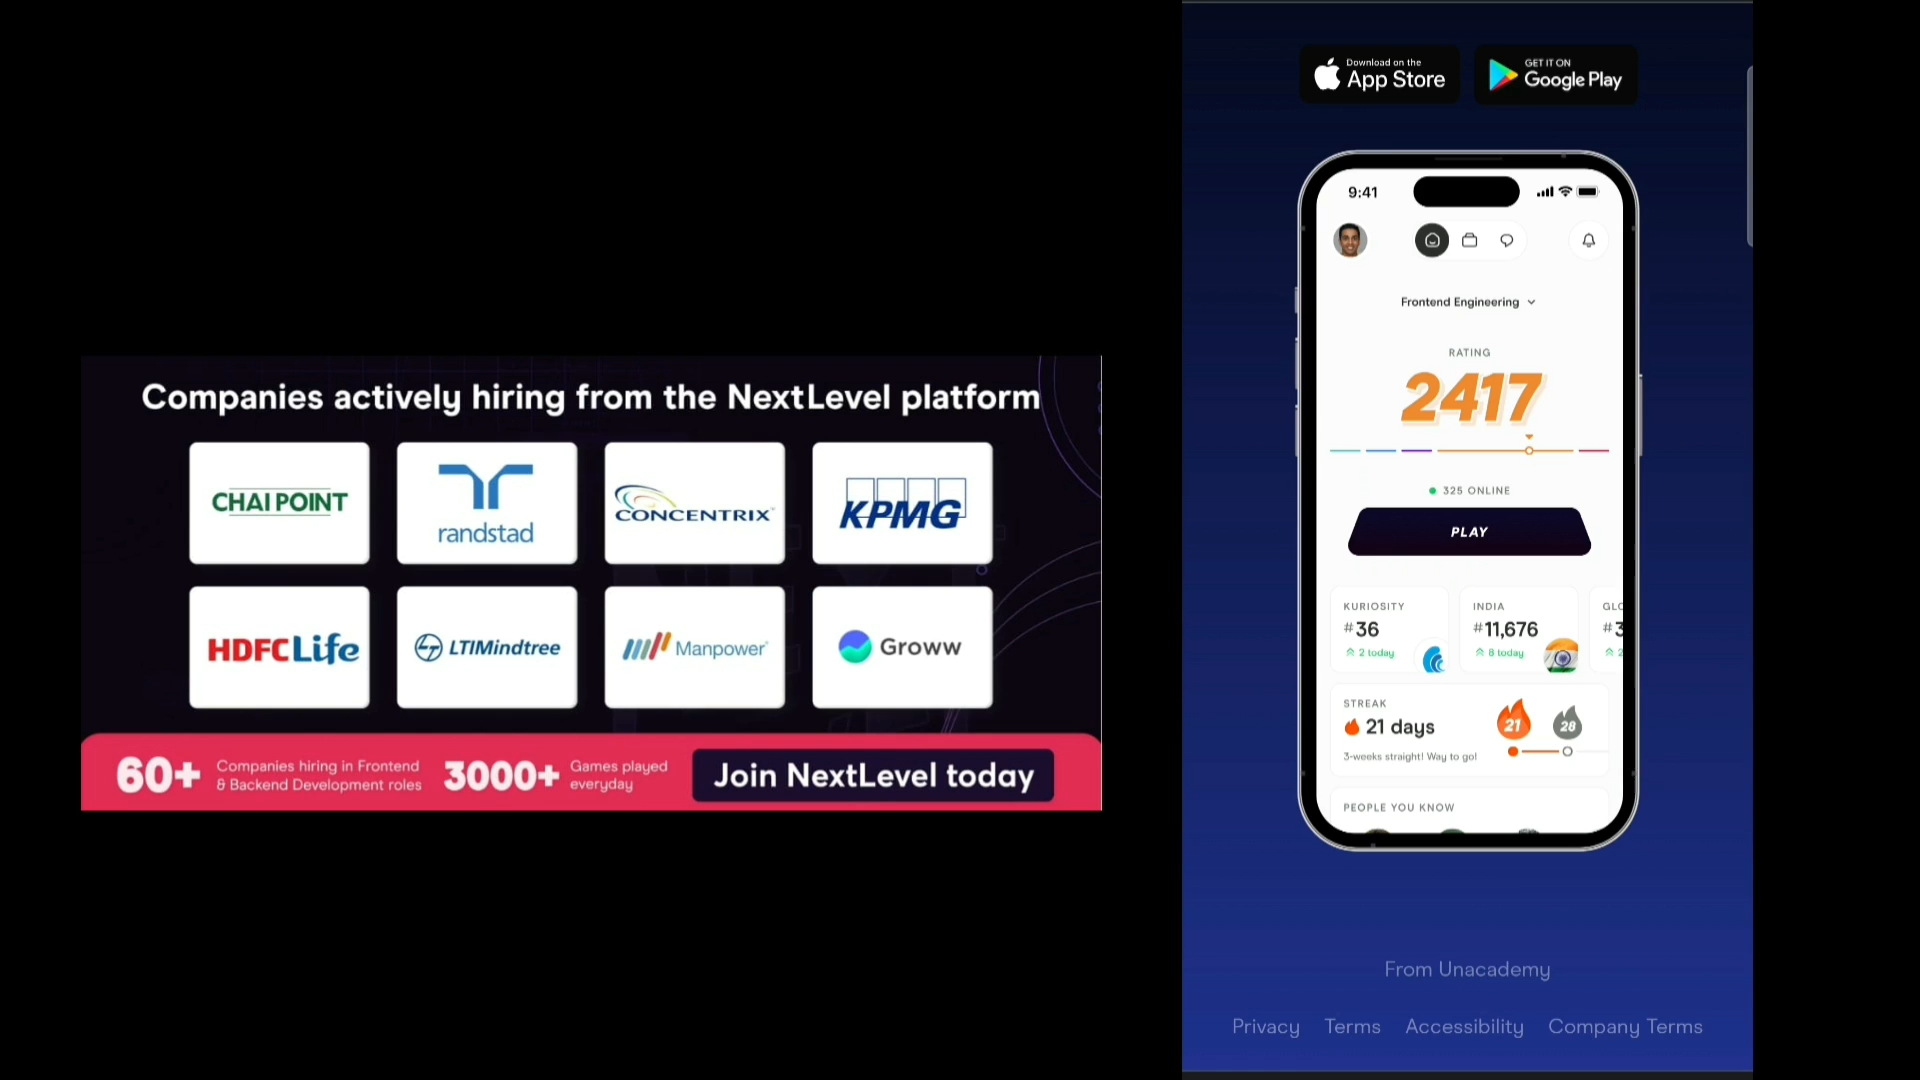 Companies actively hiring from the NextLevel platform
CHAI POINT
randstad
CONCENTRIX
KPMG
HDFC Life
LTIMindtree
Manpower
Groww
60+
Companies hiring in Frontend
& Backend Development roles
3000+
Games played
everyday
Join NextLevel today
Download on the
App Store
GET IT ON
Google Play
9:41
Frontend Engineering
RATING
2417
325 ONLINE
PLAY
KURIOSITY
#36
2 today
INDIA
#11,676
8 today
GLO
#3
2
STREAK
21 days
3-weeks straight! Way to go!
21
28
PEOPLE YOU KNOW
From Unacademy
Privacy Terms Accessibility Company Terms